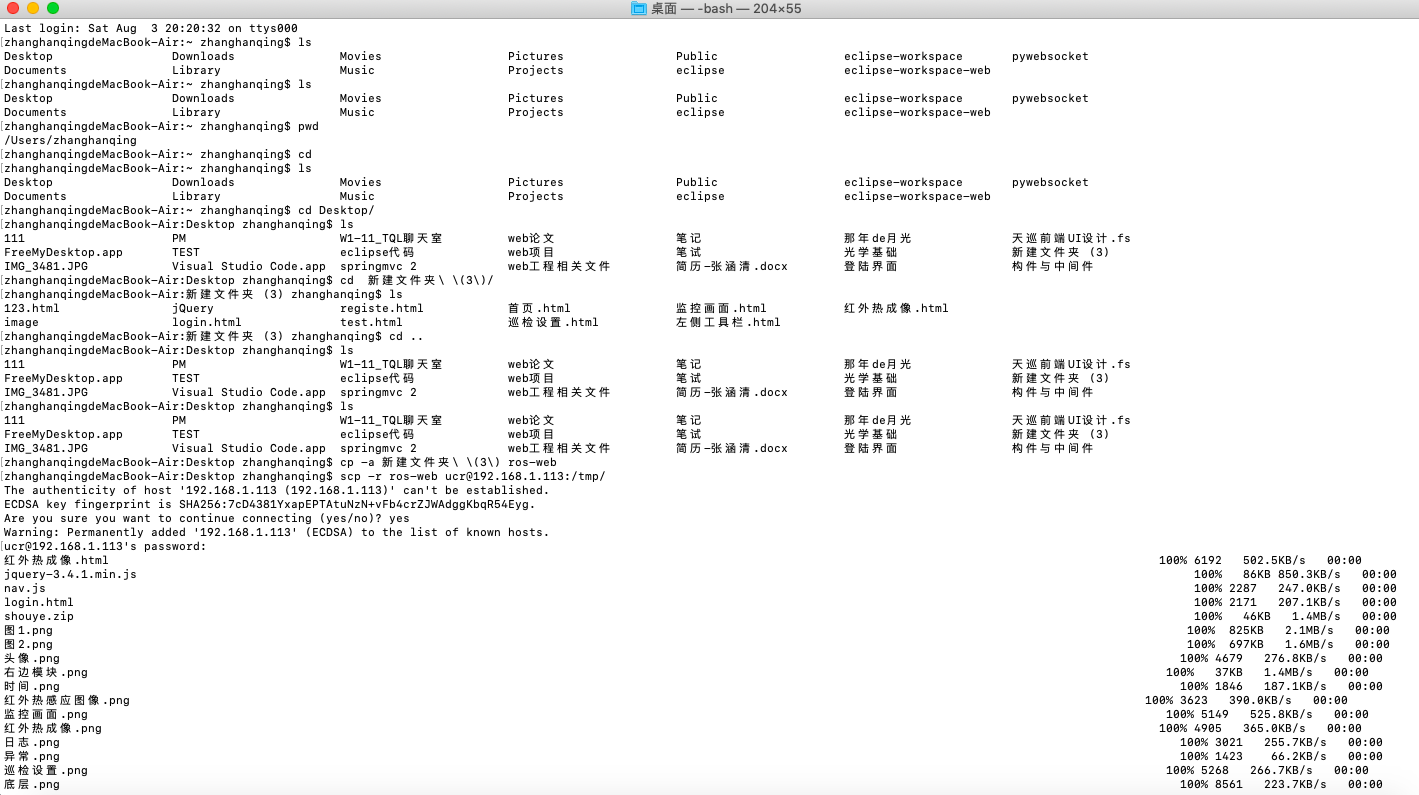 桌面 — -bash — 204×55
Last login: Sat Aug  3 20:20:32 on ttys000
[zhanghanqingdeMacBook-Air:~ zhanghanqing$ ls
Desktop Downloads Movies Pictures Public eclipse-workspace pywebsocket
Documents Library Music Projects eclipse eclipse-workspace-web
[zhanghanqingdeMacBook-Air:~ zhanghanqing$ ls
Desktop Downloads Movies Pictures Public eclipse-workspace pywebsocket
Documents Library Music Projects eclipse eclipse-workspace-web
[zhanghanqingdeMacBook-Air:~ zhanghanqing$ pwd
/Users/zhanghanqing
[zhanghanqingdeMacBook-Air:~ zhanghanqing$ cd
[zhanghanqingdeMacBook-Air:~ zhanghanqing$ ls
Desktop Downloads Movies Pictures Public eclipse-workspace pywebsocket
Documents Library Music Projects eclipse eclipse-workspace-web
[zhanghanqingdeMacBook-Air:~ zhanghanqing$ cd Desktop/
[zhanghanqingdeMacBook-Air:Desktop zhanghanqing$ ls
111 PM W1-11_TQL聊天室 web论文 笔记 那年de月光 天巡前端UI设计.fs
FreeMyDesktop.app TEST eclipse代码 web项目 笔试 光学基础 新建文件夹 (3)
IMG_3481.JPG Visual Studio Code.app springmvc 2 web工程相关文件 简历-张涵清.docx 登陆界面 构件与中间件
[zhanghanqingdeMacBook-Air:Desktop zhanghanqing$ cd  新建文件夹\ \(3\)/
[zhanghanqingdeMacBook-Air:新建文件夹 (3) zhanghanqing$ ls
123.html jQuery registe.html 首页.html 监控画面.html 红外热成像.html
image login.html test.html 巡检设置.html 左侧工具栏.html
[zhanghanqingdeMacBook-Air:新建文件夹 (3) zhanghanqing$ cd ..
[zhanghanqingdeMacBook-Air:Desktop zhanghanqing$ ls
111 PM W1-11_TQL聊天室 web论文 笔记 那年de月光 天巡前端UI设计.fs
FreeMyDesktop.app TEST eclipse代码 web项目 笔试 光学基础 新建文件夹 (3)
IMG_3481.JPG Visual Studio Code.app springmvc 2 web工程相关文件 简历-张涵清.docx 登陆界面 构件与中间件
[zhanghanqingdeMacBook-Air:Desktop zhanghanqing$ ls
111 PM W1-11_TQL聊天室 web论文 笔记 那年de月光 天巡前端UI设计.fs
FreeMyDesktop.app TEST eclipse代码 web项目 笔试 光学基础 新建文件夹 (3)
IMG_3481.JPG Visual Studio Code.app springmvc 2 web工程相关文件 简历-张涵清.docx 登陆界面 构件与中间件
[zhanghanqingdeMacBook-Air:Desktop zhanghanqing$ cp -a 新建文件夹\ \(3\) ros-web
[zhanghanqingdeMacBook-Air:Desktop zhanghanqing$ scp -r ros-web ucr@192.168.1.113:/tmp/
The authenticity of host '192.168.1.113 (192.168.1.113)' can't be established.
ECDSA key fingerprint is SHA256:7cD4381YxapEPTAtuNzN+vFb4crZJWAdggKbqR54Eyg.
Are you sure you want to continue connecting (yes/no)? yes
Warning: Permanently added '192.168.1.113' (ECDSA) to the list of known hosts.
[ucr@192.168.1.113's password:
红外热成像.html 100% 6192 502.5KB/s 00:00
jquery-3.4.1.min.js 100% 86KB 850.3KB/s 00:00
nav.js 100% 2287 247.0KB/s 00:00
login.html 100% 2171 207.1KB/s 00:00
shouye.zip 100% 46KB 1.4MB/s 00:00
图1.png 100% 825KB 2.1MB/s 00:00
图2.png 100% 697KB 1.6MB/s 00:00
头像.png 100% 4679 276.8KB/s 00:00
右边模块.png 100% 37KB 1.4MB/s 00:00
时间.png 100% 1846 187.1KB/s 00:00
红外热感应图像.png 100% 3623 390.0KB/s 00:00
监控画面.png 100% 5149 525.8KB/s 00:00
红外热成像.png 100% 4905 365.0KB/s 00:00
日志.png 100% 3021 255.7KB/s 00:00
异常.png 100% 1423 66.2KB/s 00:00
巡检设置.png 100% 5268 266.7KB/s 00:00
底层.png 100% 8561 223.7KB/s 00:00